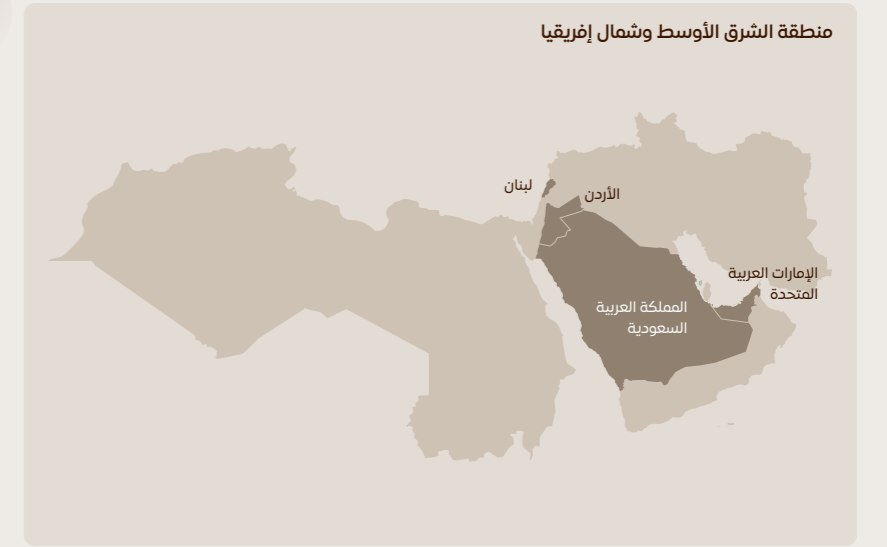 منطقة الشرق الأوسط وشمال إفريقيا
لبنان
الأردن
الإمارات العربية
المتحدة
المملكة العربية
السعودية